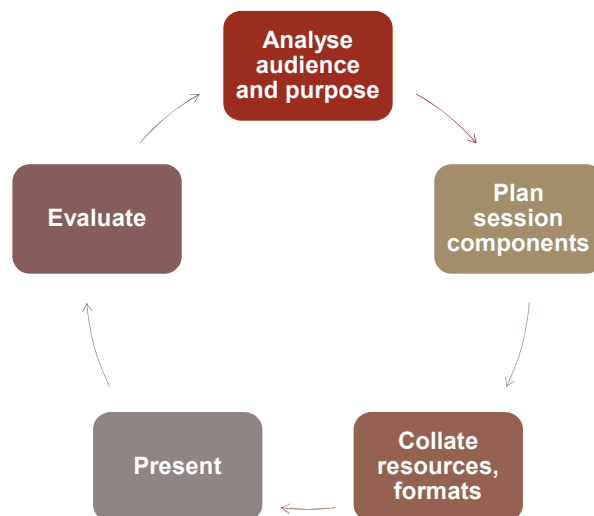 Analyse
audience
and purpose
Plan
session
components
Collate
resources,
formats
Present
Evaluate